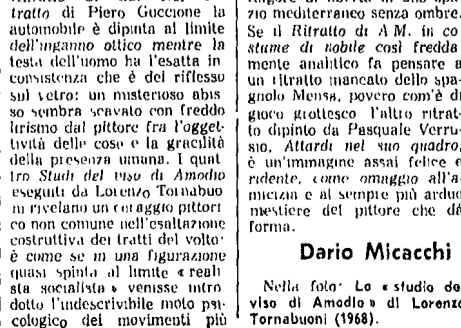 tratto di Piero Guccione la
automobile è dipinta al limite
dell'inganno ottico mentre la
testa dell'uomo ha l'esatta in
consistenza che è del riflesso
sul vetro: un misterioso abis
so sembra scavato con freddo
lirismo dal pittore fra l'ogget-
tività delle cose e la gracilità
della presenza umana. I quat
tro Studi del viso di Amodio
eseguiti da Lorenzo Tornabuo
ni rivelano un coraggio pittori
co non comune nell'esaltazione
costruttiva dei tratti del volto·
è come se in una figurazione
quasi spinta al limite « reali
sta socialista » venisse intro
dotto l'indescrivibile moto psi-
cologico dei movimenti più
zio mediterraneo senza ombre.
Se il Ritratto di A M. in co
stume di nobile così fredda
mente analitico fa pensare a
un ritratto mancato dello spa-
gnolo Mensa, povero com'è di
gioco grottesco l'altro ritrat-
to dipinto da Pasquale Verru-
sio, Attardi nel suo quadro,
è un'immagine assai felice e
ridente, come omaggio all'a-
micizia e al sempre più arduo
mestiere del pittore che dà
forma.
Dario Micacchi
Nella foto· Lo « studio del
viso di Amodio » di Lorenzo
Tornabuoni (1968).